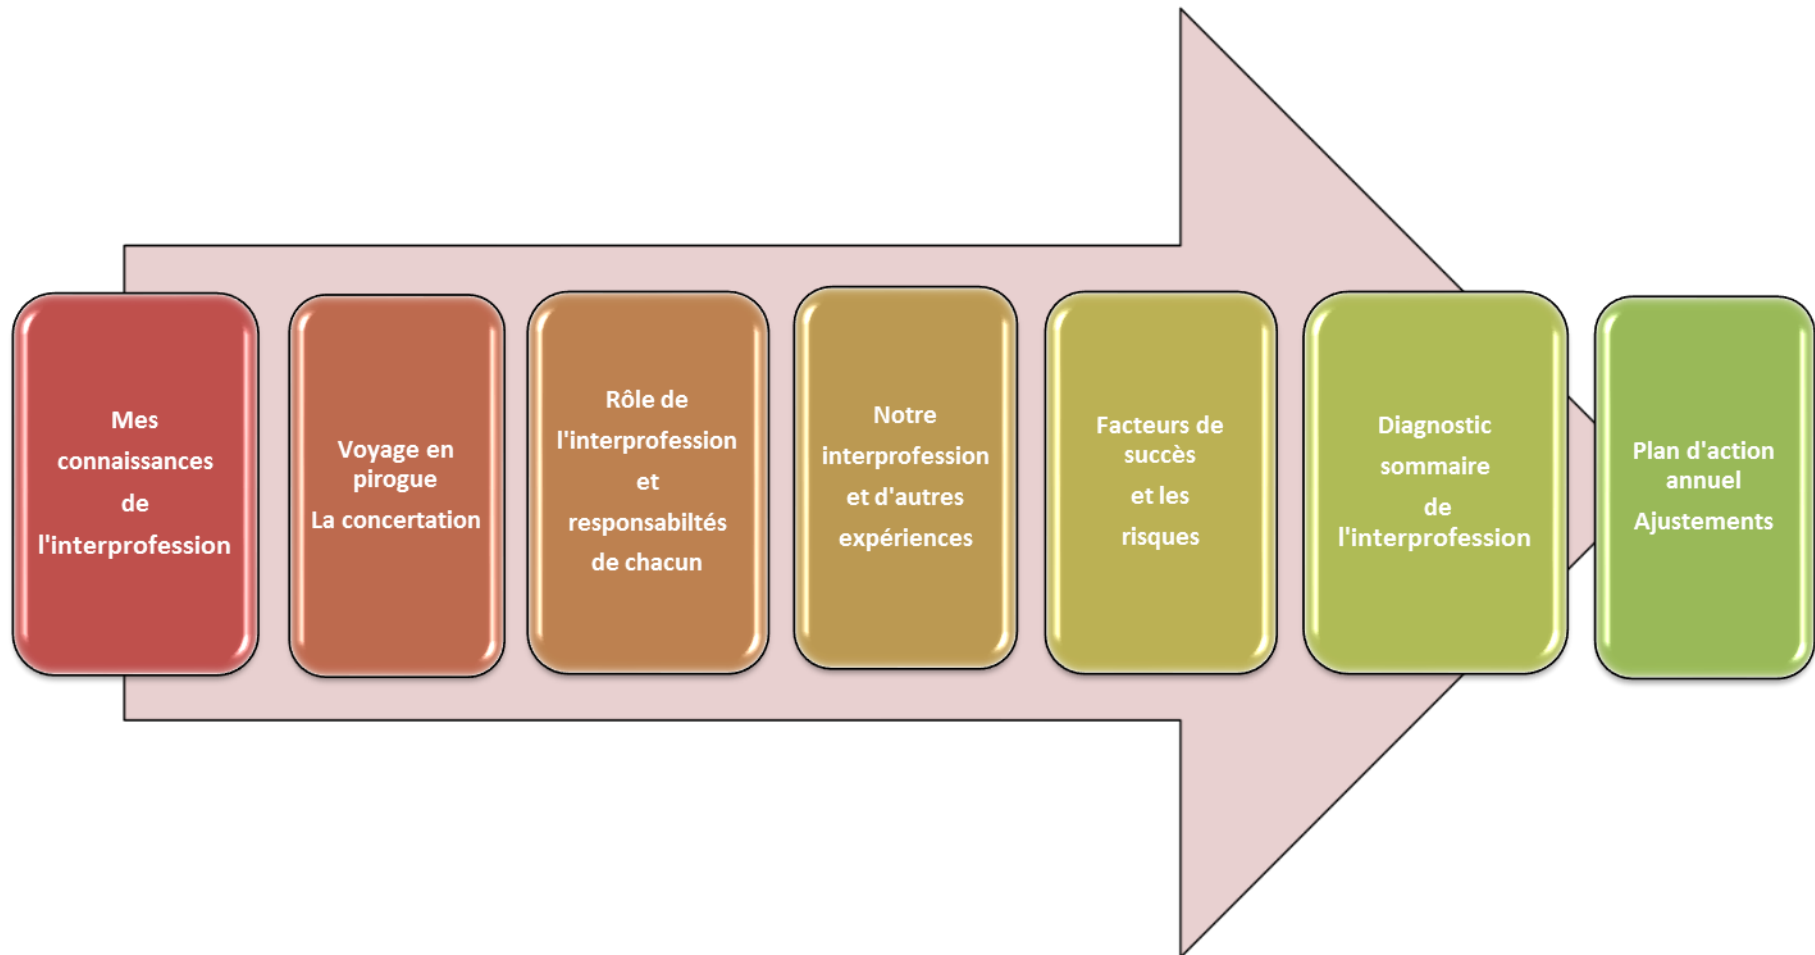 Mes
connaissances
de
l'interprofession
Voyage en
pirogue
La concertation
Rôle de
l'interprofession
et
responsabiltés
de chacun
Notre
interprofession
et d'autres
expériences
Facteurs de
succès
et les
risques
Diagnostic
sommaire
de
l'interprofession
Plan d'action
annuel
Ajustements